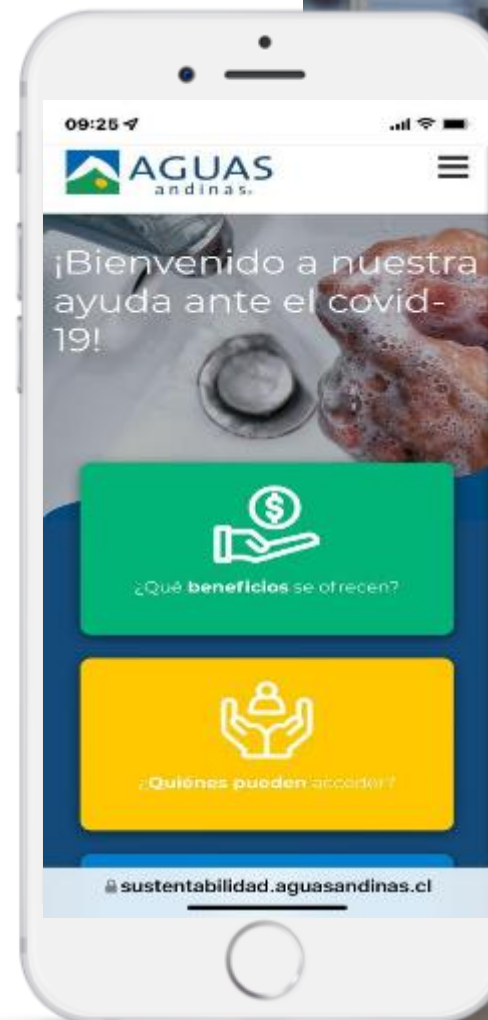 09:25
AGUAS
andinas.
¡Bienvenido a nuestra
ayuda ante el covid-
19!
¿Qué beneficios se ofrecen?
¿Quiénes pueden acceder?
sustentabilidad.aguasandinas.cl